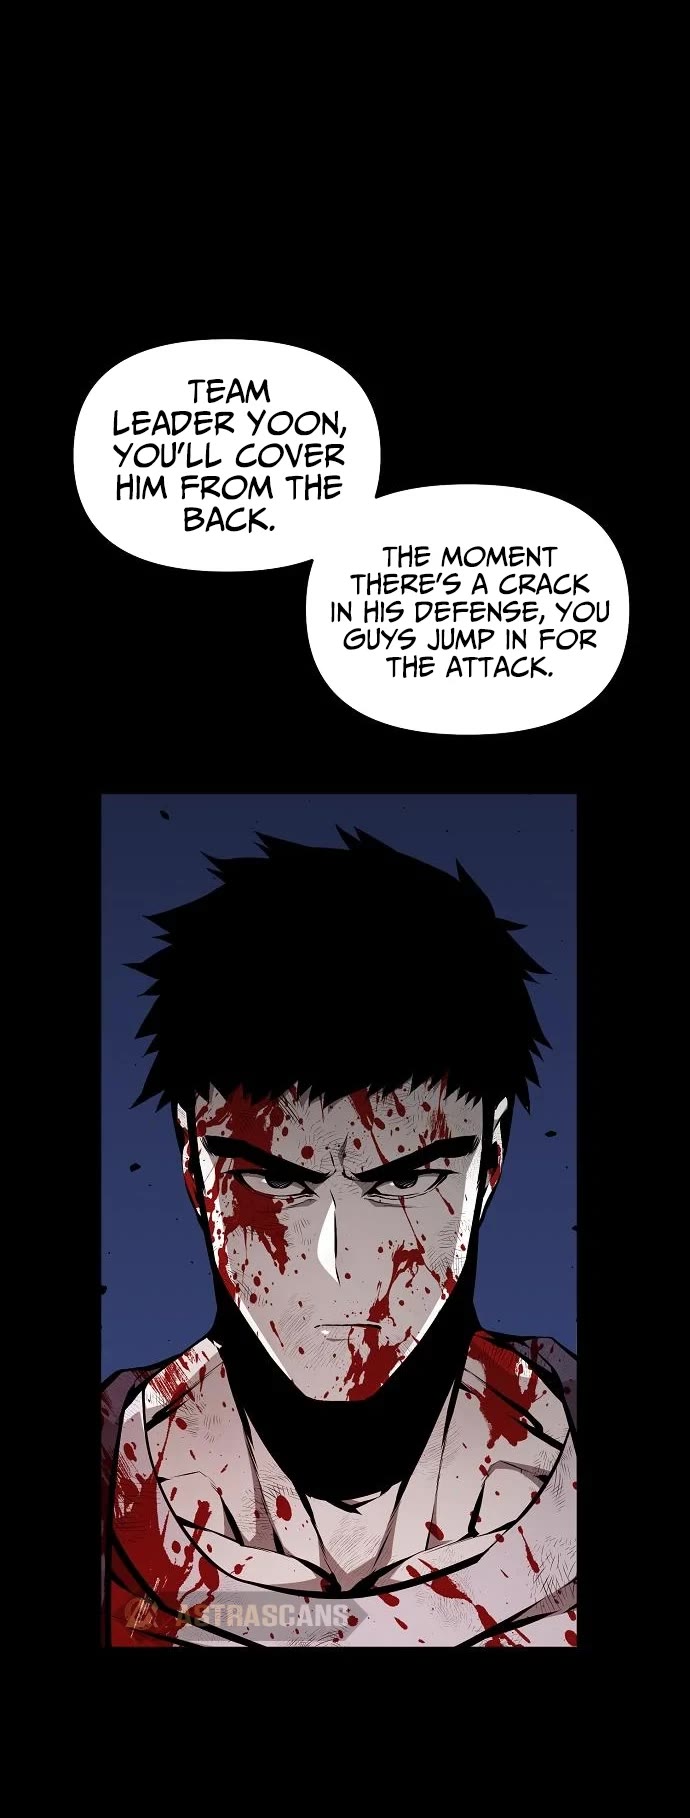 TEAM
LEADER YOON,
YOU'LL COVER
HIM FROM THE
BACK.
THE MOMENT
THERE'S A CRACK
IN HIS DEFENSE, YOU
GUYS JUMP IN FOR
THE ATTACK.
ASTRASCANS